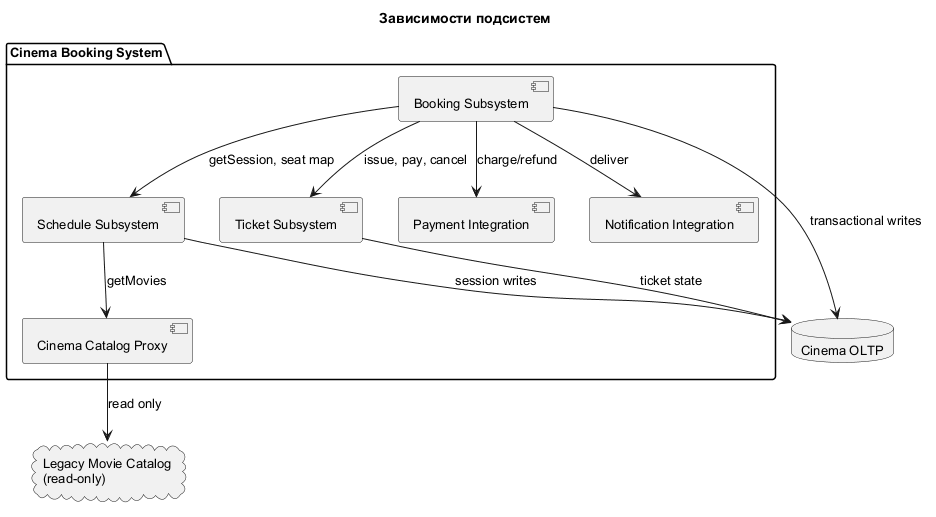 Зависимости подсистем
Cinema Booking System
Booking Subsystem
getSession, seat map
issue, pay, cancel
charge/refund
deliver
transactional writes
Schedule Subsystem
Ticket Subsystem
Payment Integration
Notification Integration
getMovies
session writes
ticket state
Cinema Catalog Proxy
Cinema OLTP
read only
Legacy Movie Catalog
(read-only)